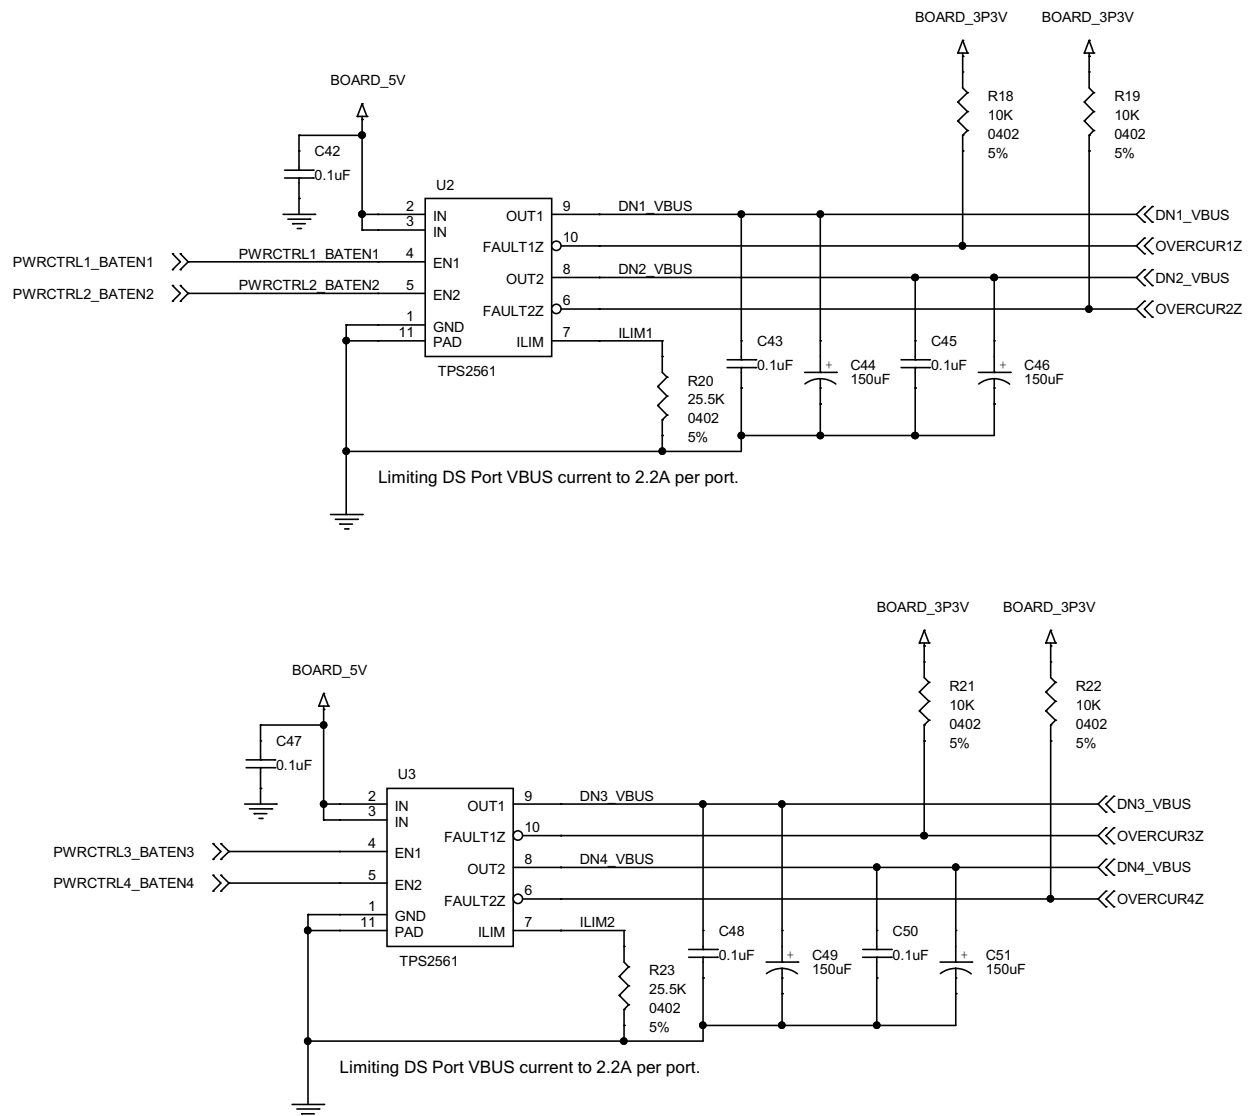 BOARD_3P3V BOARD_3P3V
BOARD_5V
R18
10K
0402
5%
R19
10K
0402
5%
C42
0.1uF
U2
2 IN
3 IN
4 EN1
5 EN2
1 GND
11 PAD
OUT1 9
FAULT1Z 10
OUT2 8
FAULT2Z 6
ILIM 7
TPS2561
PWRCTRL1_BATEN1
PWRCTRL1_BATEN1
PWRCTRL2_BATEN2
PWRCTRL2_BATEN2
DN1_VBUS
DN2_VBUS
ILIM1
DN1_VBUS
OVERCUR1Z
DN2_VBUS
OVERCUR2Z
R20
25.5K
0402
5%
C43
0.1uF
+
C44
150uF
C45
0.1uF
+
C46
150uF
Limiting DS Port VBUS current to 2.2A per port.
BOARD_3P3V BOARD_3P3V
BOARD_5V
R21
10K
0402
5%
R22
10K
0402
5%
C47
0.1uF
U3
2 IN
3 IN
4 EN1
5 EN2
1 GND
11 PAD
OUT1 9
FAULT1Z 10
OUT2 8
FAULT2Z 6
ILIM 7
TPS2561
PWRCTRL3_BATEN3
PWRCTRL4_BATEN4
DN3_VBUS
DN4_VBUS
ILIM2
DN3_VBUS
OVERCUR3Z
DN4_VBUS
OVERCUR4Z
R23
25.5K
0402
5%
C48
0.1uF
+
C49
150uF
C50
0.1uF
+
C51
150uF
Limiting DS Port VBUS current to 2.2A per port.